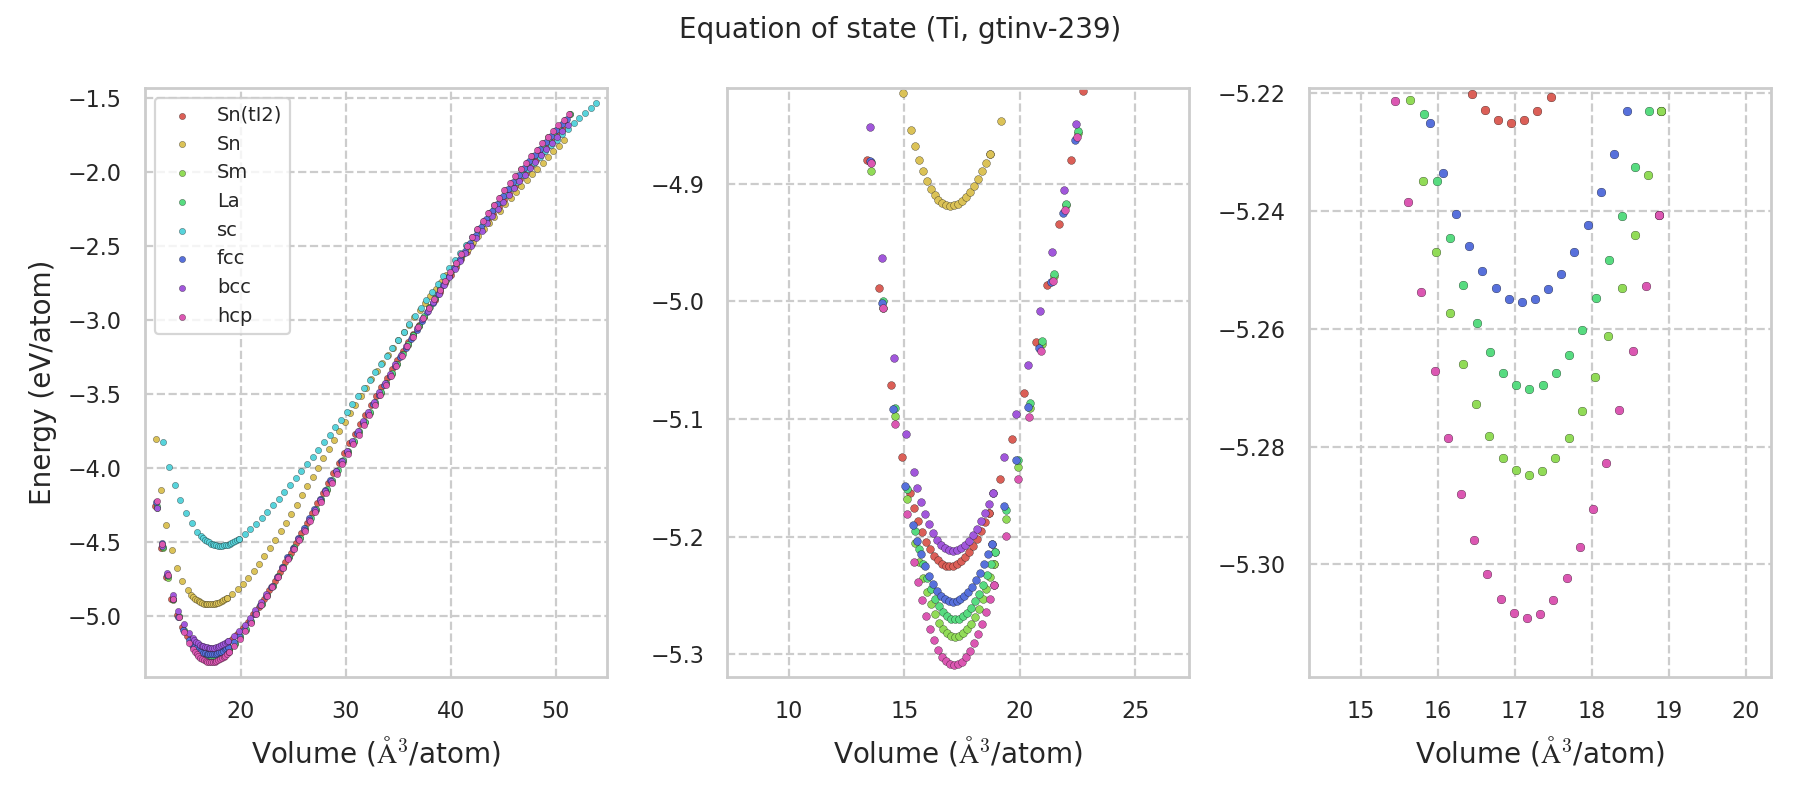 Equation of state (Ti, gtinv-239)
Energy (eV/atom)
−1.5
−2.0
−2.5
−3.0
−3.5
−4.0
−4.5
−5.0
Sn(tI2)
Sn
Sm
La
sc
fcc
bcc
hcp
20 30 40 50
Volume (Å³/atom)
−4.9
−5.0
−5.1
−5.2
−5.3
10 15 20 25
Volume (Å³/atom)
−5.22
−5.24
−5.26
−5.28
−5.30
15 16 17 18 19 20
Volume (Å³/atom)